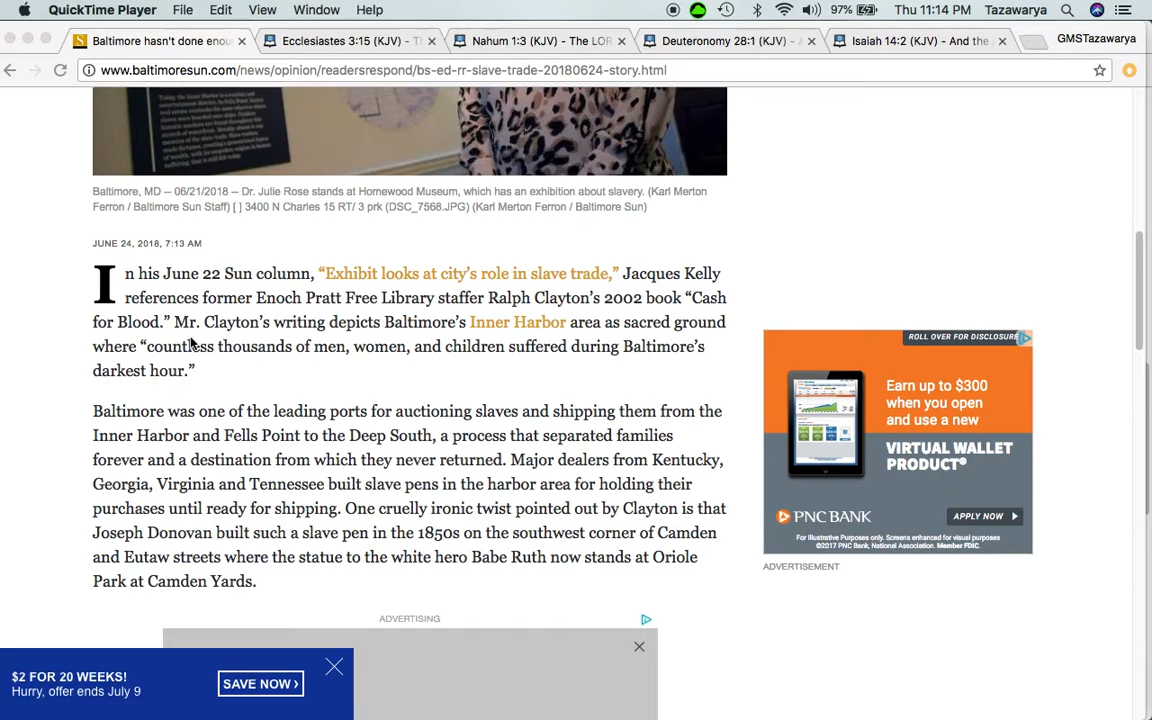 QuickTime Player File Edit View Window Help 97% Thu 11:14 PM Tazawarya
Baltimore hasn't done enou Ecclesiastes 3:15 (KJV) - Th Nahum 1:3 (KJV) - The LOR Deuteronomy 28:1 (KJV) - A Isaiah 14:2 (KJV) - And the GMSTazawarya
www.baltimoresun.com/news/opinion/readersrespond/bs-ed-rr-slave-trade-20180624-story.html
Baltimore, MD -- 06/21/2018 -- Dr. Julie Rose stands at Homewood Museum, which has an exhibition about slavery. (Karl Merton
Ferron / Baltimore Sun Staff) [ ] 3400 N Charles 15 RT/ 3 prk (DSC_7568.JPG) (Karl Merton Ferron / Baltimore Sun)
JUNE 24, 2018, 7:13 AM
In his June 22 Sun column, “Exhibit looks at city’s role in slave trade,” Jacques Kelly
references former Enoch Pratt Free Library staffer Ralph Clayton’s 2002 book “Cash
for Blood.” Mr. Clayton’s writing depicts Baltimore’s Inner Harbor area as sacred ground
where “countless thousands of men, women, and children suffered during Baltimore’s
darkest hour.”
Baltimore was one of the leading ports for auctioning slaves and shipping them from the
Inner Harbor and Fells Point to the Deep South, a process that separated families
forever and a destination from which they never returned. Major dealers from Kentucky,
Georgia, Virginia and Tennessee built slave pens in the harbor area for holding their
purchases until ready for shipping. One cruelly ironic twist pointed out by Clayton is that
Joseph Donovan built such a slave pen in the 1850s on the southwest corner of Camden
and Eutaw streets where the statue to the white hero Babe Ruth now stands at Oriole
Park at Camden Yards.
ADVERTISING
$2 FOR 20 WEEKS!
Hurry, offer ends July 9
SAVE NOW ›
ROLL OVER FOR DISCLOSURE
Earn up to $300
when you open
and use a new
VIRTUAL WALLET
PRODUCT®
PNC BANK
APPLY NOW
For Illustrative Purposes only. Screens enhanced for visual purposes
©2017 PNC Bank, National Association. Member FDIC.
ADVERTISEMENT